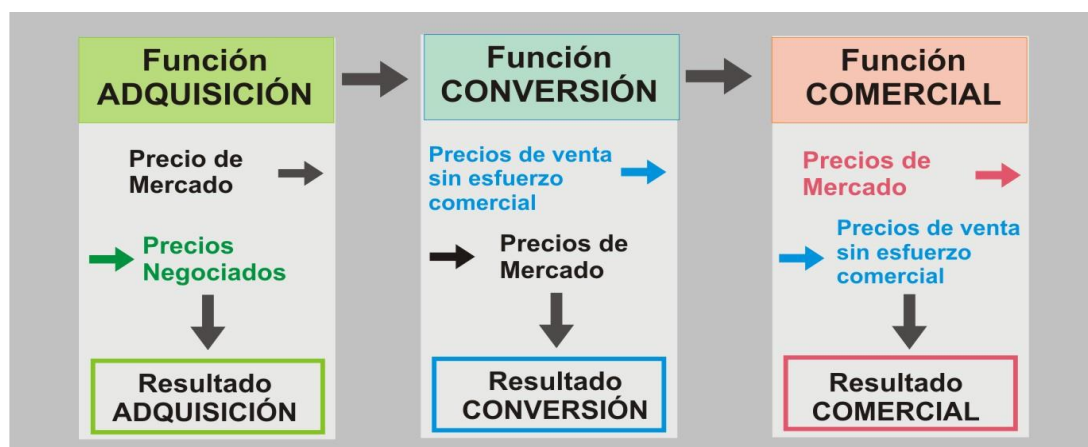 Función
ADQUISICIÓN
Precio de
Mercado
Precios
Negociados
Resultado
ADQUISICIÓN
Función
CONVERSIÓN
Precios de venta
sin esfuerzo
comercial
Precios de
Mercado
Resultado
CONVERSIÓN
Función
COMERCIAL
Precios de
Mercado
Precios de venta
sin esfuerzo
comercial
Resultado
COMERCIAL